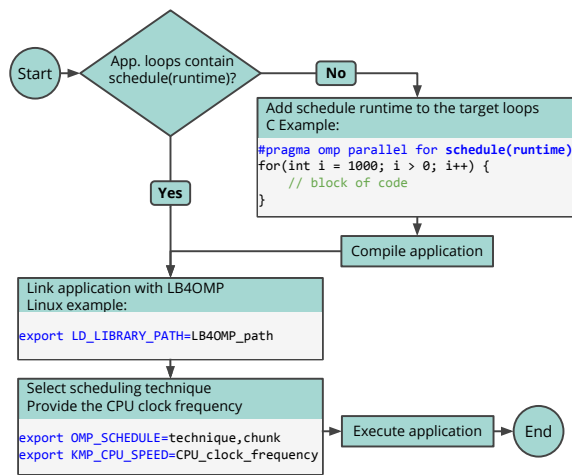 Start
App. loops contain
schedule(runtime)?
No
Add schedule runtime to the target loops
C Example:
#pragma omp parallel for schedule(runtime)
for(int i = 1000; i > 0; i++) {
// block of code
}
Yes
Compile application
Link application with LB4OMP
Linux example:
export LD_LIBRARY_PATH=LB4OMP_path
Select scheduling technique
Provide the CPU clock frequency
export OMP_SCHEDULE=technique,chunk
export KMP_CPU_SPEED=CPU_clock_frequency
Execute application
End